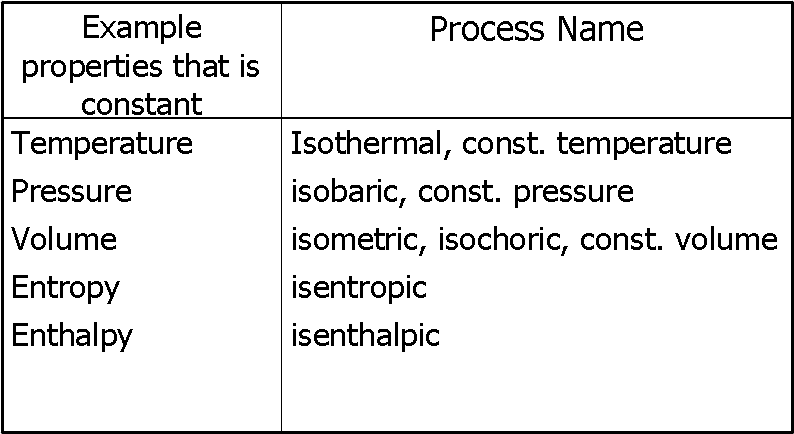 Example
properties that is
constant
Process Name
Temperature
Isothermal, const. temperature
Pressure
isobaric, const. pressure
Volume
isometric, isochoric, const. volume
Entropy
isentropic
Enthalpy
isenthalpic